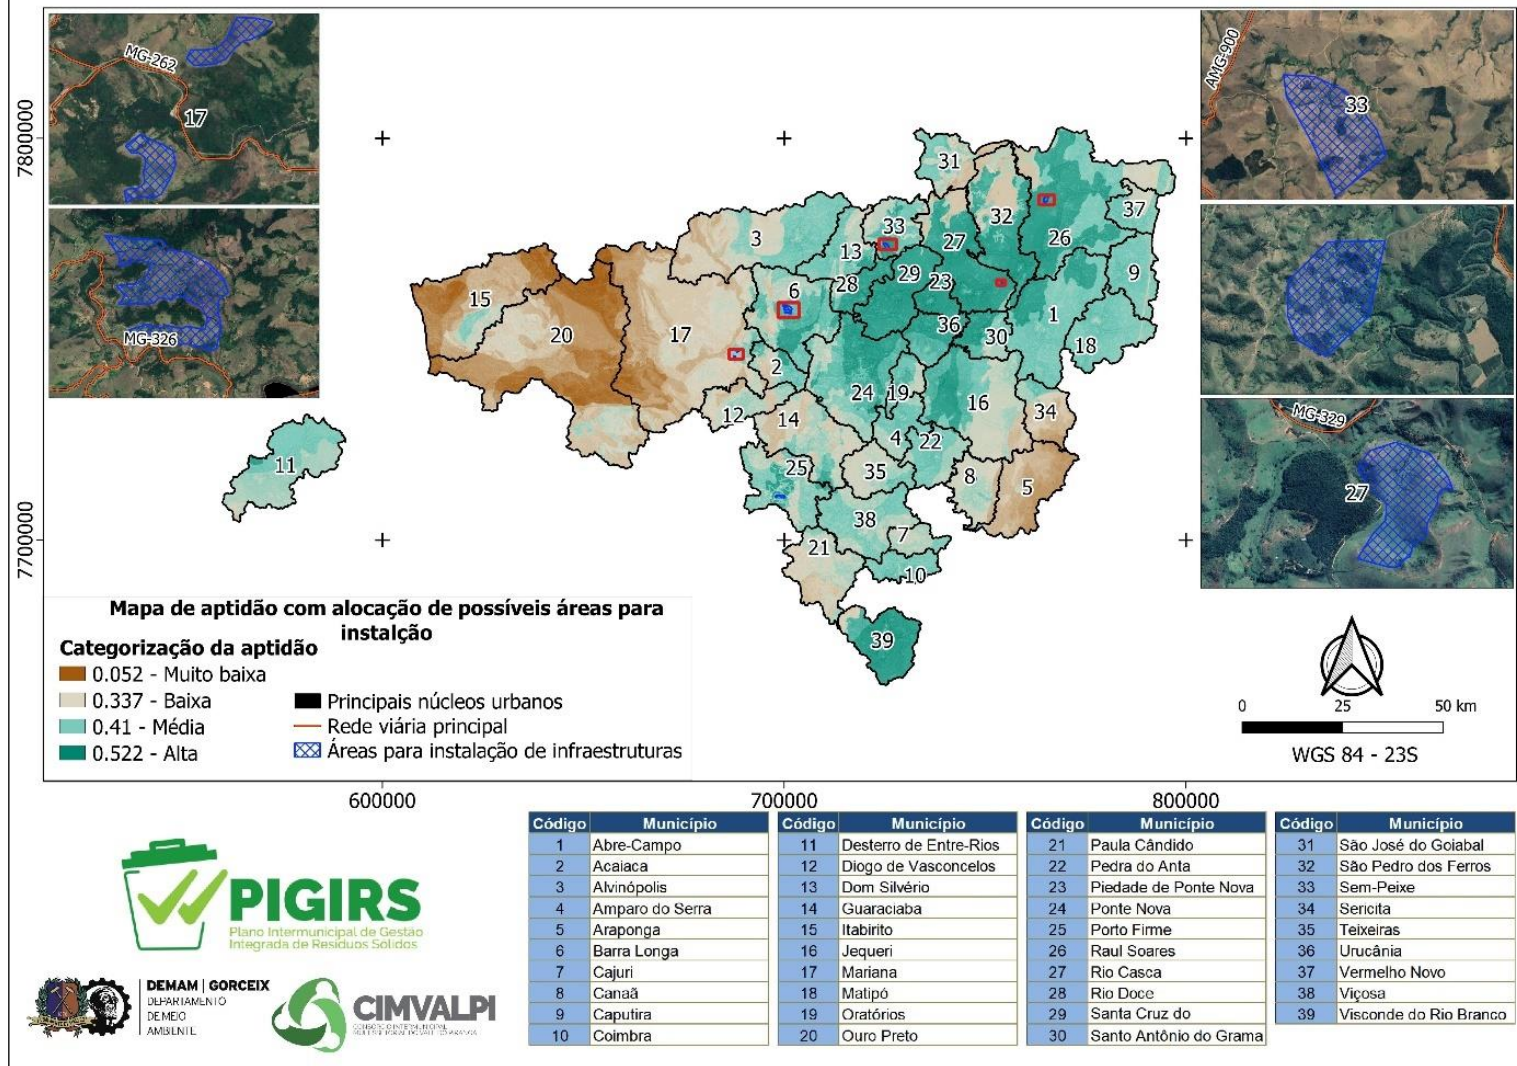 MG-262
17
MG-326
AMG-900
33
MG-329
27
7800000
7700000
31
37
32
33
26
3
13
27
9
28
29
23
6
15
1
20
17
36
30
18
2
24
19
16
12
14
34
4
22
11
25
35
8
5
38
7
21
10
39
Mapa de aptidão com alocação de possíveis áreas para
instalção
Categorização da aptidão
0.052 - Muito baixa
0.337 - Baixa
0.41 - Média
0.522 - Alta
Principais núcleos urbanos
Rede viária principal
Áreas para instalação de infraestruturas
0 25 50 km
WGS 84 - 23S
600000 700000 800000
Código Município
1 Abre-Campo
2 Acaiaca
3 Alvinópolis
4 Amparo do Serra
5 Araponga
6 Barra Longa
7 Cajuri
8 Canaã
9 Caputira
10 Coimbra
Código Município
11 Desterro de Entre-Rios
12 Diogo de Vasconcelos
13 Dom Silvério
14 Guaraciaba
15 Itabirito
16 Jequeri
17 Mariana
18 Matipó
19 Oratórios
20 Ouro Preto
Código Município
21 Paula Cândido
22 Pedra do Anta
23 Piedade de Ponte Nova
24 Ponte Nova
25 Porto Firme
26 Raul Soares
27 Rio Casca
28 Rio Doce
29 Santa Cruz do
30 Santo Antônio do Grama
Código Município
31 São José do Goiabal
32 São Pedro dos Ferros
33 Sem-Peixe
34 Sericita
35 Teixeiras
36 Urucânia
37 Vermelho Novo
38 Viçosa
39 Visconde do Rio Branco
PIGIRS
Plano Intermunicipal de Gestão
Integrada de Resíduos Sólidos
DEMAM | GORCEIX
DEPARTAMENTO
DE MEIO
AMBIENTE
CIMVALPI